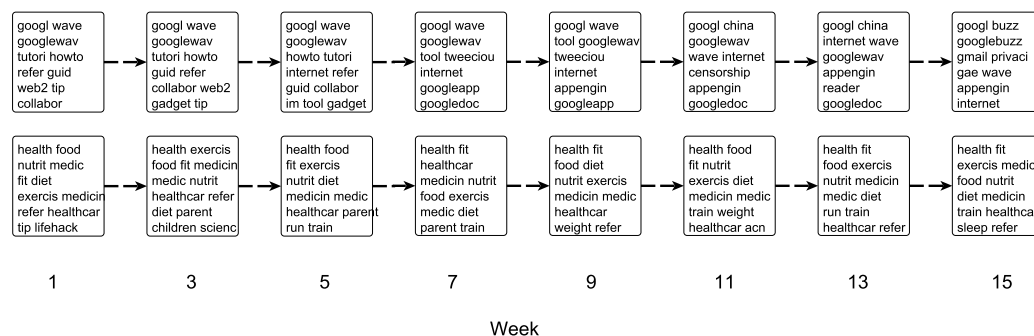 googl wave
googlewav
tutori howto
refer guid
web2 tip
collabor
googl wave
googlewav
tutori howto
guid refer
collabor web2
gadget tip
googl wave
googlewav
howto tutori
internet refer
guid collabor
im tool gadget
googl wave
googlewav
tool tweeciou
internet
googleapp
googledoc
googl wave
tool googlewav
tweeciou
internet
appengin
googleapp
googl china
googlewav
wave internet
censorship
appengin
googledoc
googl china
internet wave
googlewav
appengin
reader
googledoc
googl buzz
googlebuzz
gmail privaci
gae wave
appengin
internet
health food
nutrit medic
fit diet
exercis medicin
refer healthcar
tip lifehack
health exercis
food fit medicin
medic nutrit
healthcar refer
diet parent
children scienc
health food
fit exercis
nutrit diet
medicin medic
healthcar parent
run train
health fit
healthcar
medicin nutrit
food exercis
medic diet
parent train
health fit
food diet
nutrit exercis
medicin medic
healthcar
weight refer
health food
fit nutrit
exercis diet
medicin medic
train weight
healthcar acn
health fit
food exercis
nutrit medicin
medic diet
run train
healthcar refer
health fit
exercis medic
food nutrit
diet medicin
train healthca
sleep refer
1 3 5 7 9 11 13 15
Week